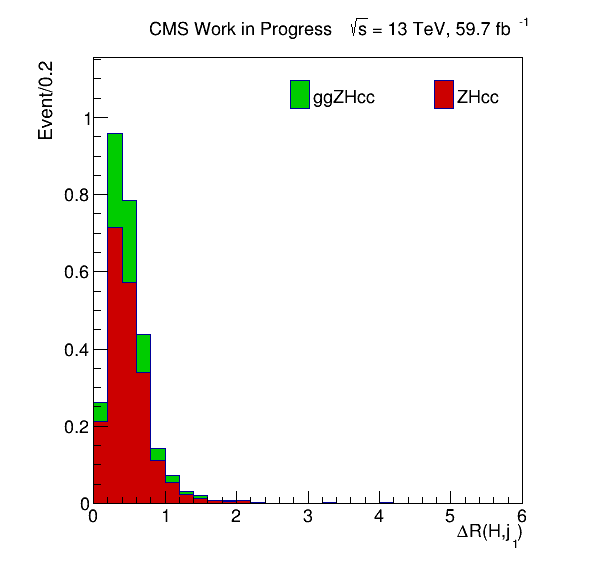 CMS Work in Progress √s = 13 TeV, 59.7 fb -1
Event/0.2
ggZHcc ZHcc
1
0.8
0.6
0.4
0.2
0
0 1 2 3 4 5 6
ΔR(H,j1)